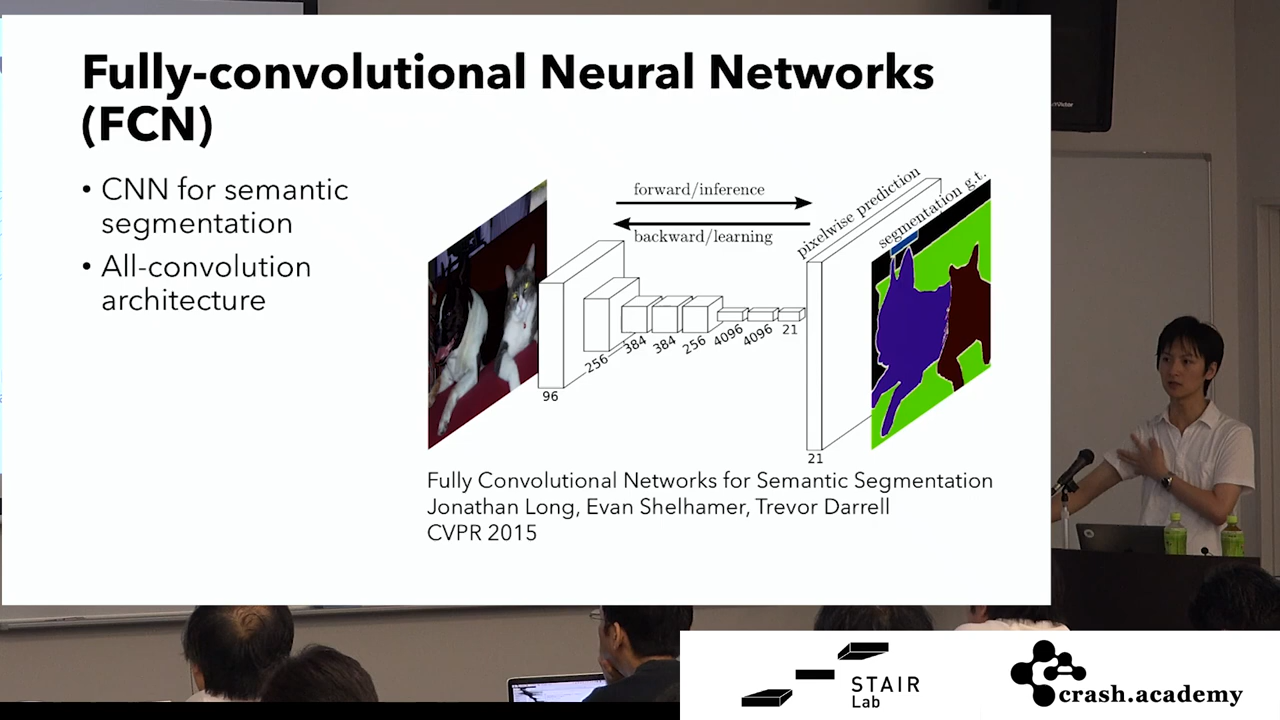 Fully-convolutional Neural Networks
(FCN)
• CNN for semantic
segmentation
• All-convolution
architecture
forward/inference
backward/learning
pixelwise prediction
segmentation g.t.
96
256
384
384
256
4096
4096
21
21
Fully Convolutional Networks for Semantic Segmentation
Jonathan Long, Evan Shelhamer, Trevor Darrell
CVPR 2015
STAIR
Lab
crash.academy